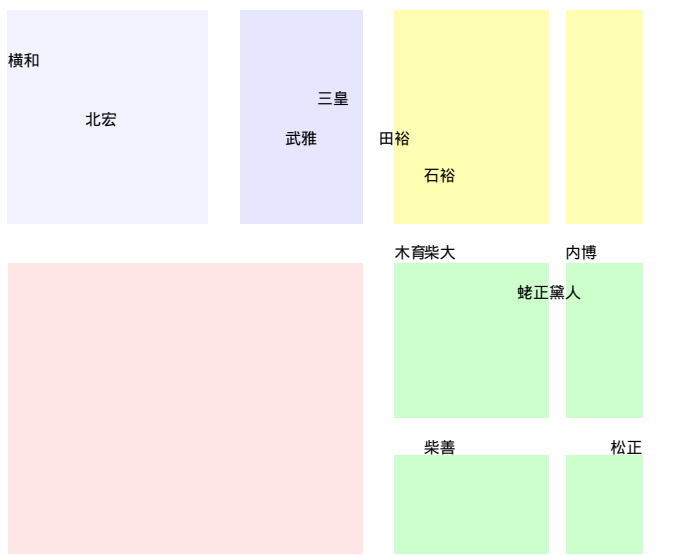 横和
三皇
北宏
武雅 田裕
石裕
木育柴大 内博
蛯正黛人
柴善 松正